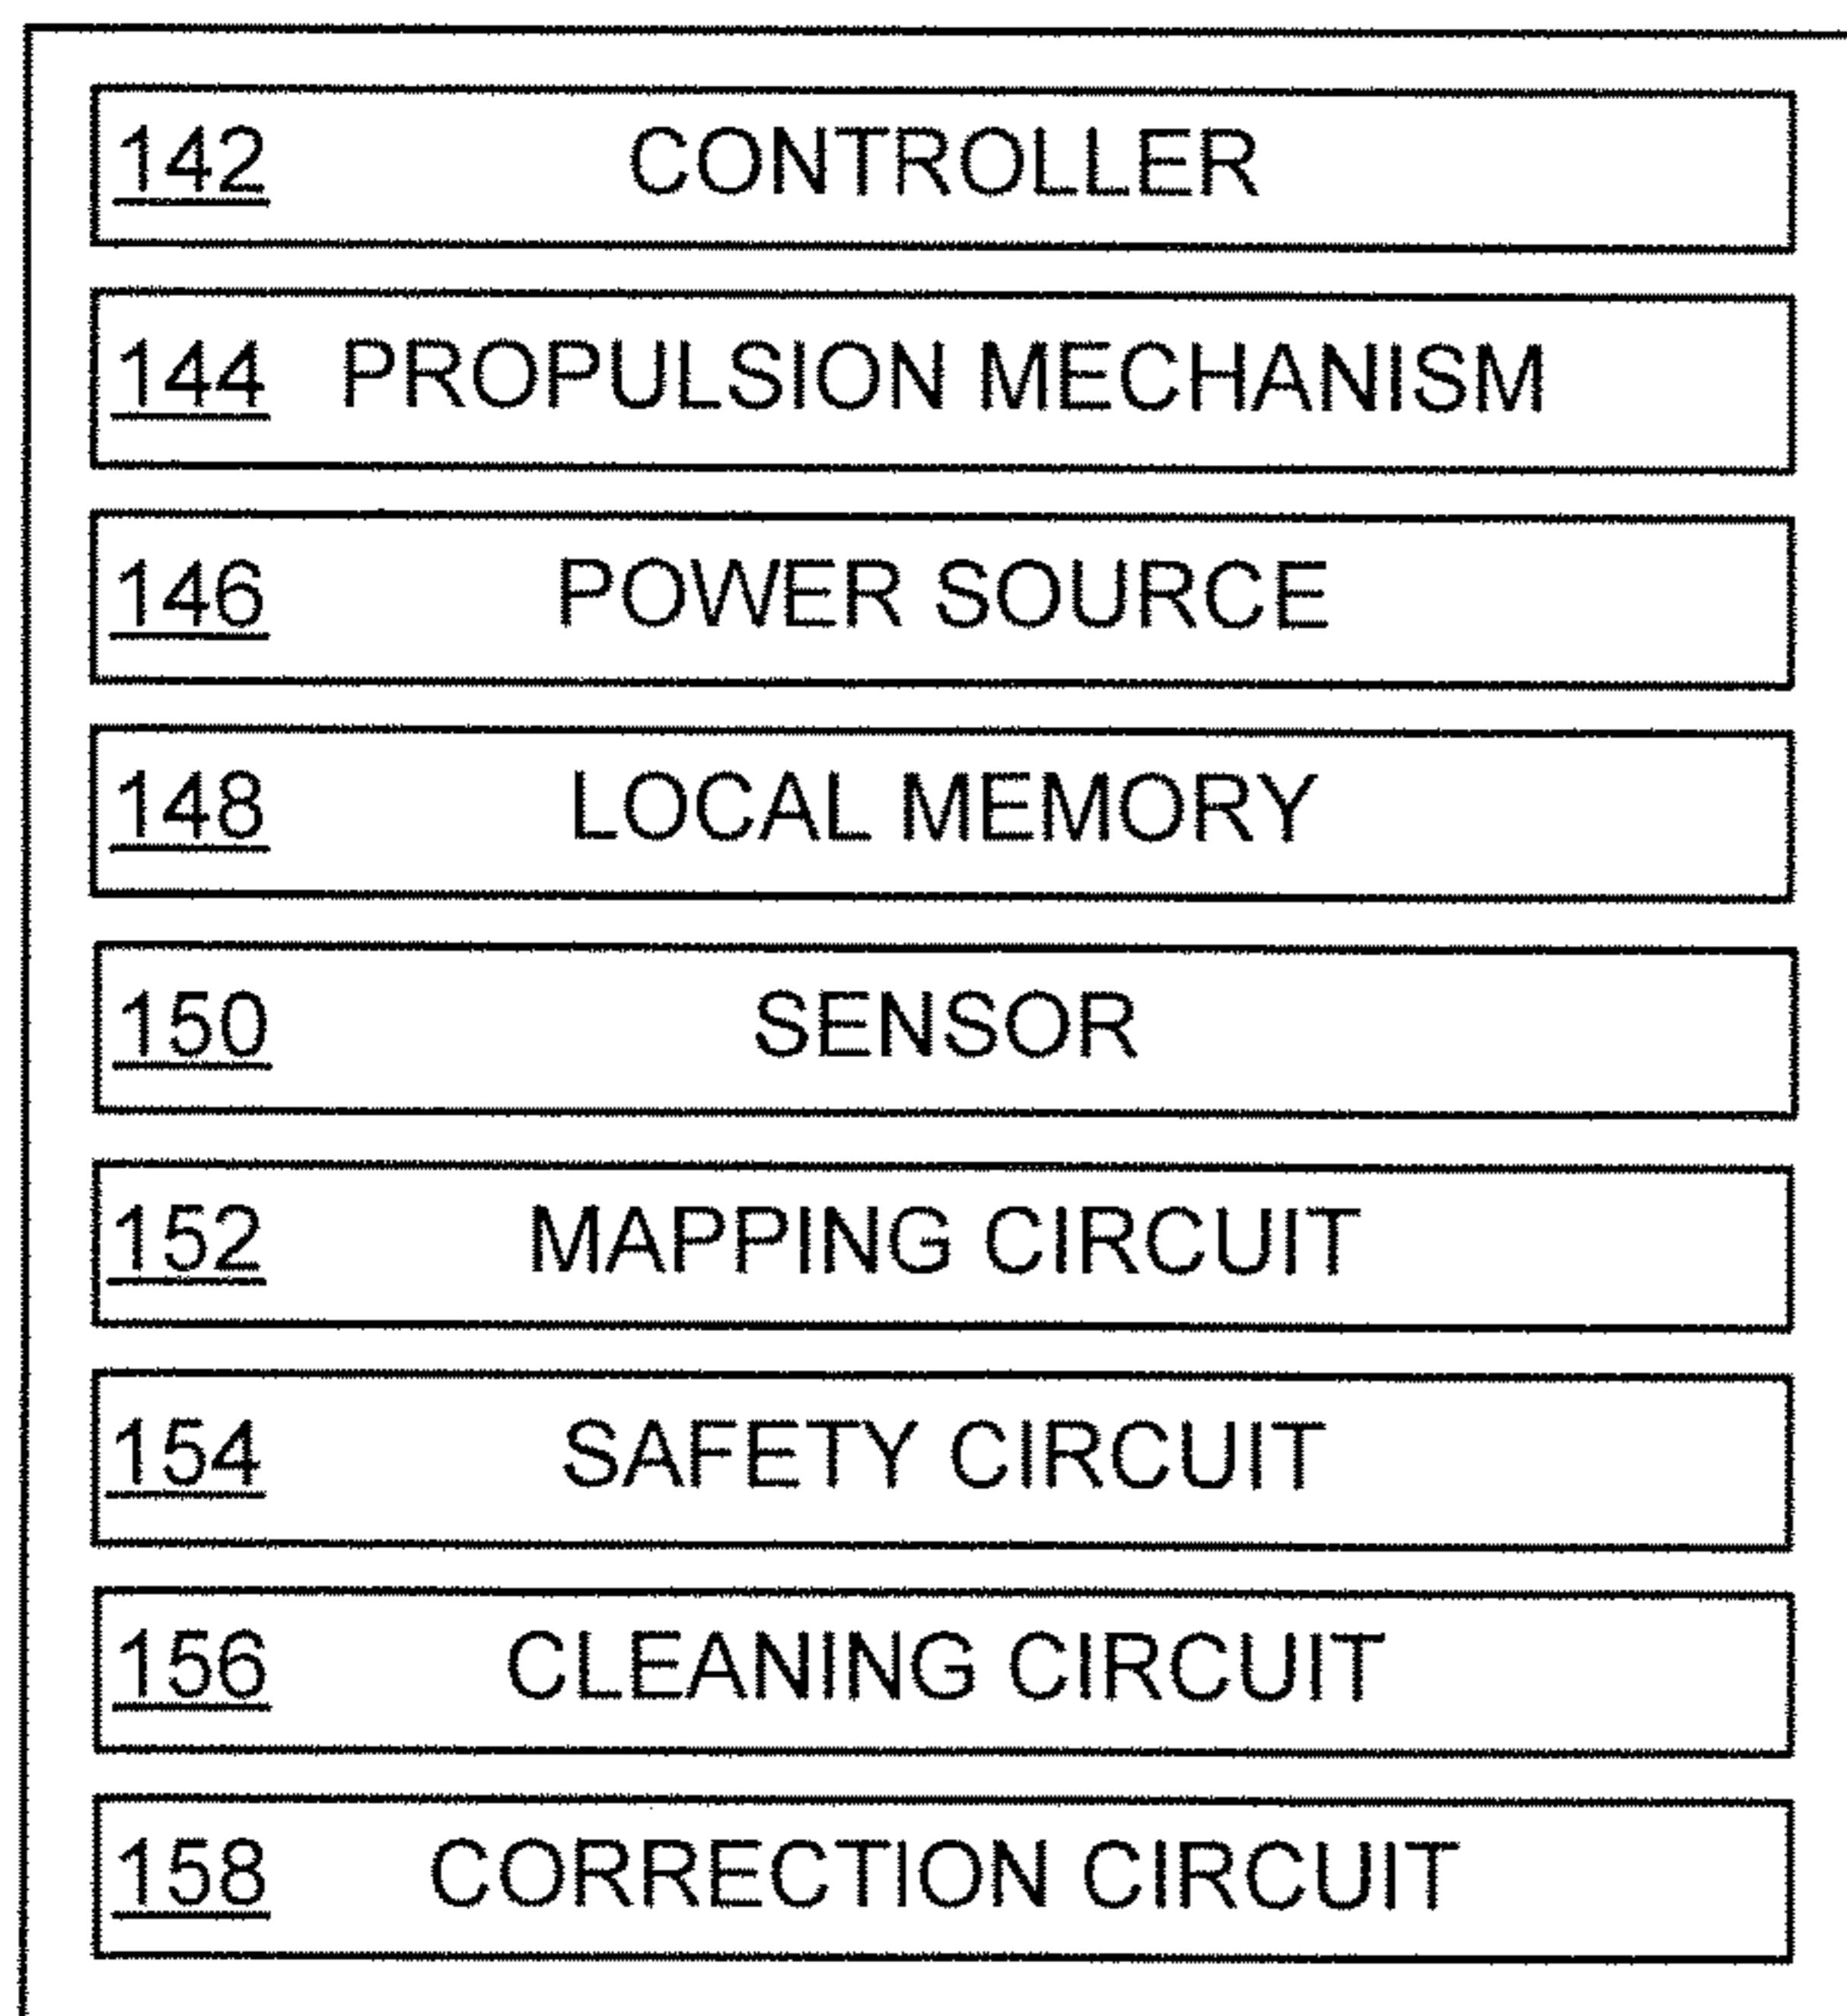 142 CONTROLLER
144 PROPULSION MECHANISM
146 POWER SOURCE
148 LOCAL MEMORY
150 SENSOR
152 MAPPING CIRCUIT
154 SAFETY CIRCUIT
156 CLEANING CIRCUIT
158 CORRECTION CIRCUIT